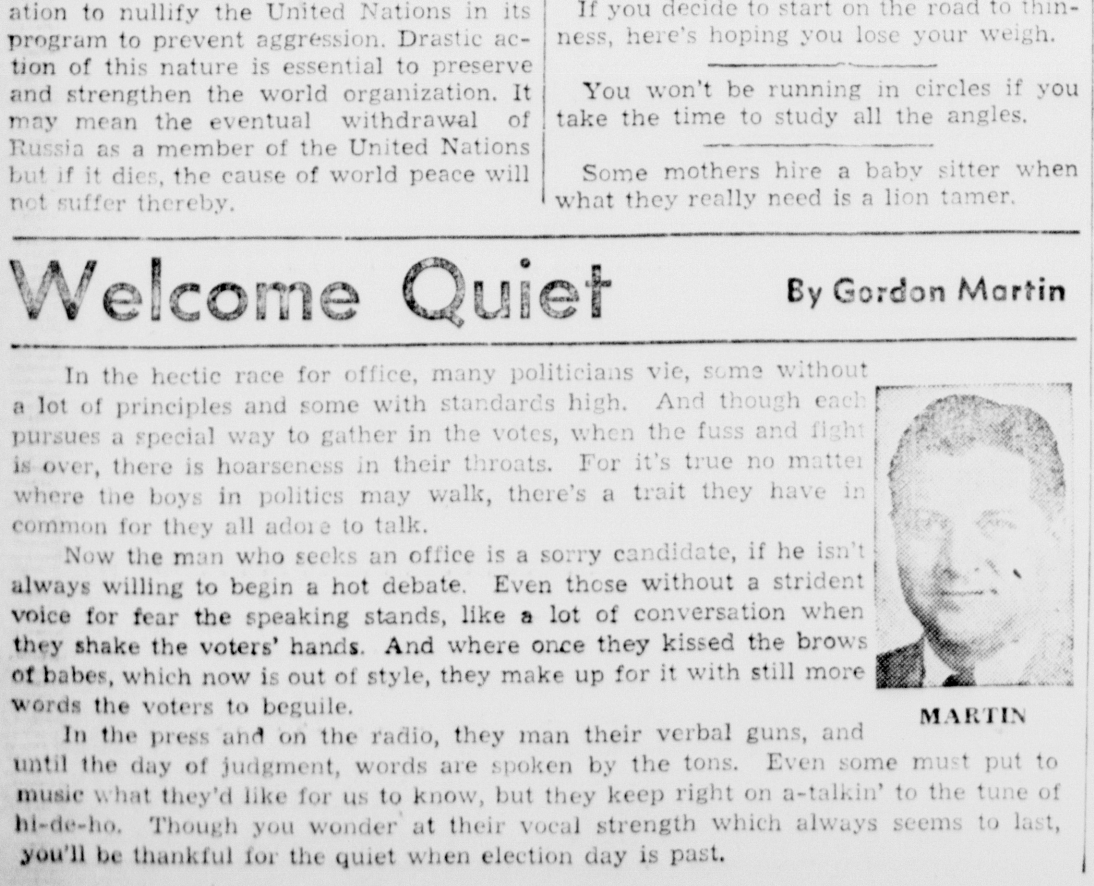 ation to nullify the United Nations in its
program to prevent aggression. Drastic ac-
tion of this nature is essential to preserve
and strengthen the world organization. It
may mean the eventual withdrawal of
Russia as a member of the United Nations
but if it dies, the cause of world peace will
not suffer thereby.
If you decide to start on the road to thin-
ness, here's hoping you lose your weigh.
You won't be running in circles if you
take the time to study all the angles.
Some mothers hire a baby sitter when
what they really need is a lion tamer.
Welcome Quiet
By Gordon Martin
In the hectic race for office, many politicians vie, some without
a lot of principles and some with standards high. And though each
pursues a special way to gather in the votes, when the fuss and fight
is over, there is hoarseness in their throats. For it's true no matter
where the boys in politics may walk, there's a trait they have in
common for they all adore to talk.
Now the man who seeks an office is a sorry candidate, if he isn't
always willing to begin a hot debate. Even those without a strident
voice for fear the speaking stands, like a lot of conversation when
they shake the voters' hands. And where once they kissed the brows
of babes, which now is out of style, they make up for it with still more
words the voters to beguile.
In the press and on the radio, they man their verbal guns, and
until the day of judgment, words are spoken by the tons. Even some must put to
music what they'd like for us to know, but they keep right on a-talkin' to the tune of
hi-de-ho. Though you wonder at their vocal strength which always seems to last,
you'll be thankful for the quiet when election day is past.
MARTIN